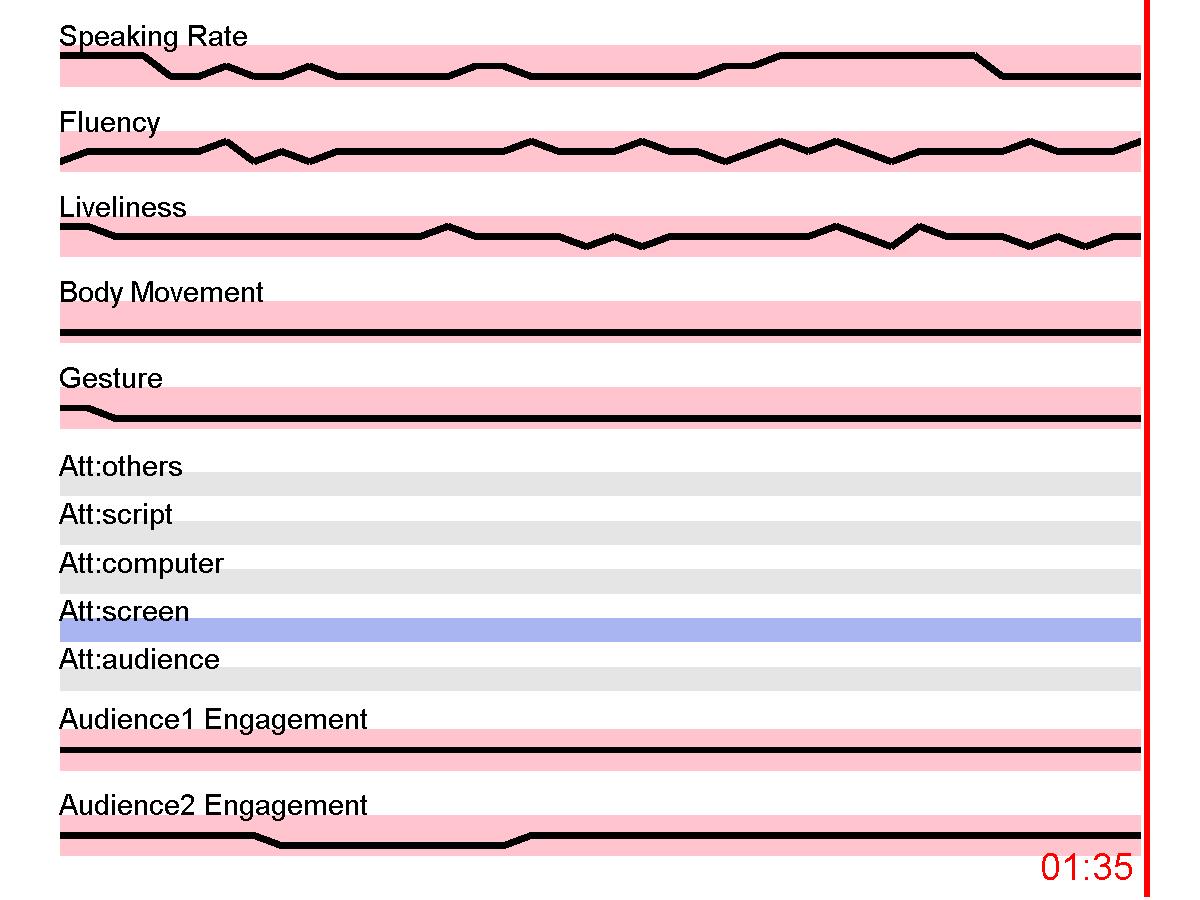 Speaking Rate
Fluency
Liveliness
Body Movement
Gesture
Att:others
Att:script
Att:computer
Att:screen
Att:audience
Audience1 Engagement
Audience2 Engagement
01:35